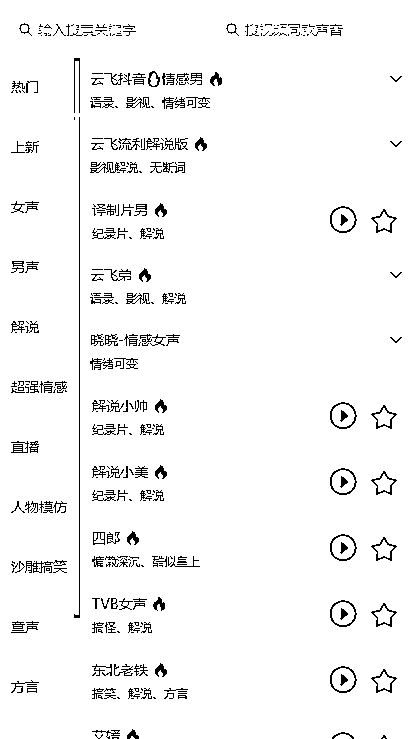 输入搜索关键字
搜视频同款声音
热门
上新
女声
男声
解说
超强情感
直播
人物模仿
沙雕搞笑
童声
方言
云飞抖音情感男
语录、影视、情绪可变
云飞流利解说版
影视解说、无断词
译制片男
纪录片、解说
云飞弟
语录、影视、解说
晓晓-情感女声
情绪可变
解说小帅
纪录片、解说
解说小美
纪录片、解说
四郎
慵懒深沉、酷似皇上
TVB女声
搞怪、解说
东北老铁
搞笑、解说、方言
艾媛